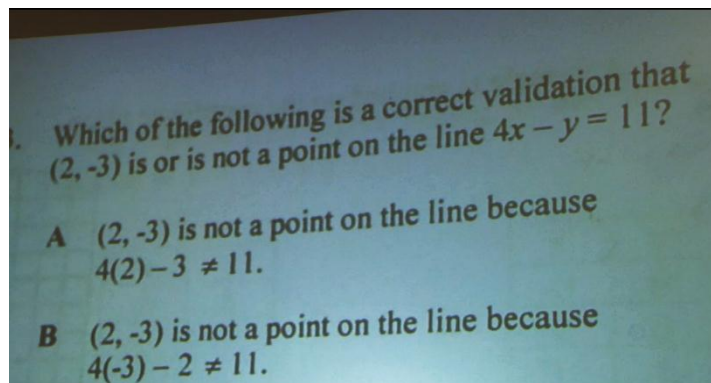 . Which of the following is a correct validation that
(2, -3) is or is not a point on the line 4x – y = 11?
A (2, -3) is not a point on the line because
4(2) – 3 ≠ 11.
B (2, -3) is not a point on the line because
4(-3) – 2 ≠ 11.